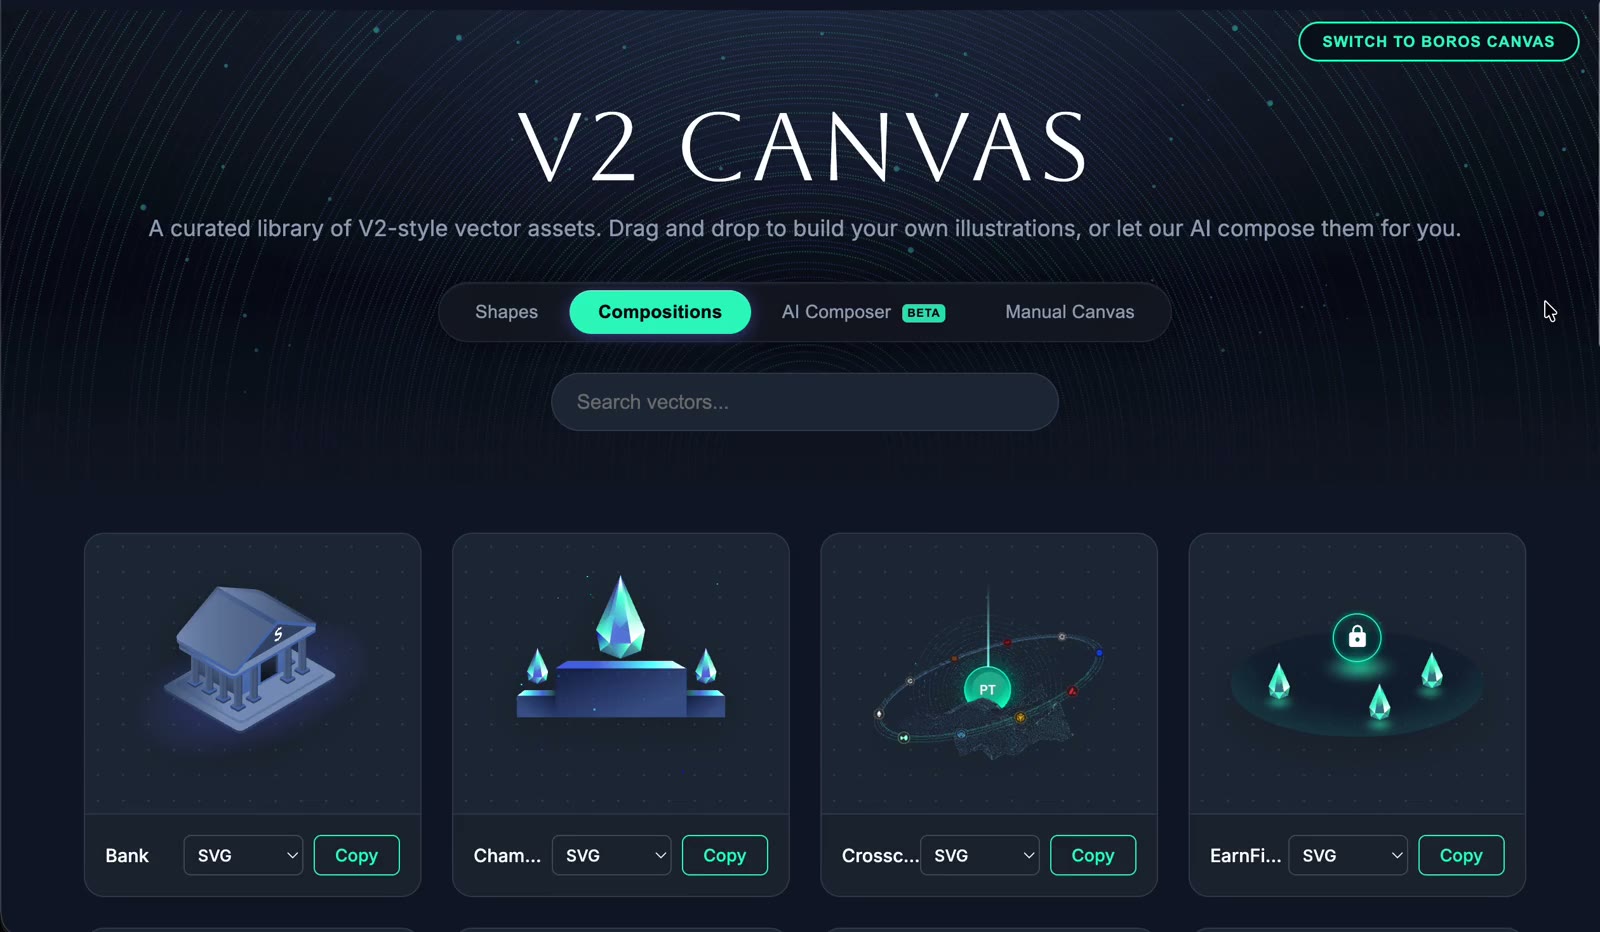 SWITCH TO BOROS CANVAS
V2 CANVAS
A curated library of V2-style vector assets. Drag and drop to build your own illustrations, or let our AI compose them for you.
Shapes Compositions AI Composer BETA Manual Canvas
Search vectors...
PT
Bank SVG Copy
Cham... SVG Copy
Crossc... SVG Copy
EarnFi... SVG Copy